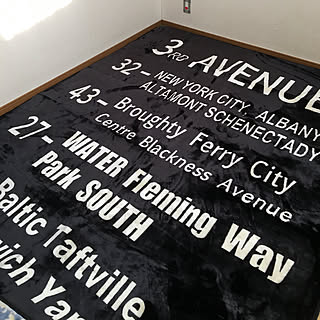 3RD AVENUE
32- NEW YORK CITY, ALBANY
ALTAMONT SCHENECTADY
43- Broughty Ferry City
Centre Blackness Avenue
27- WATER Fleming Way
Park SOUTH
Baltic Taftville